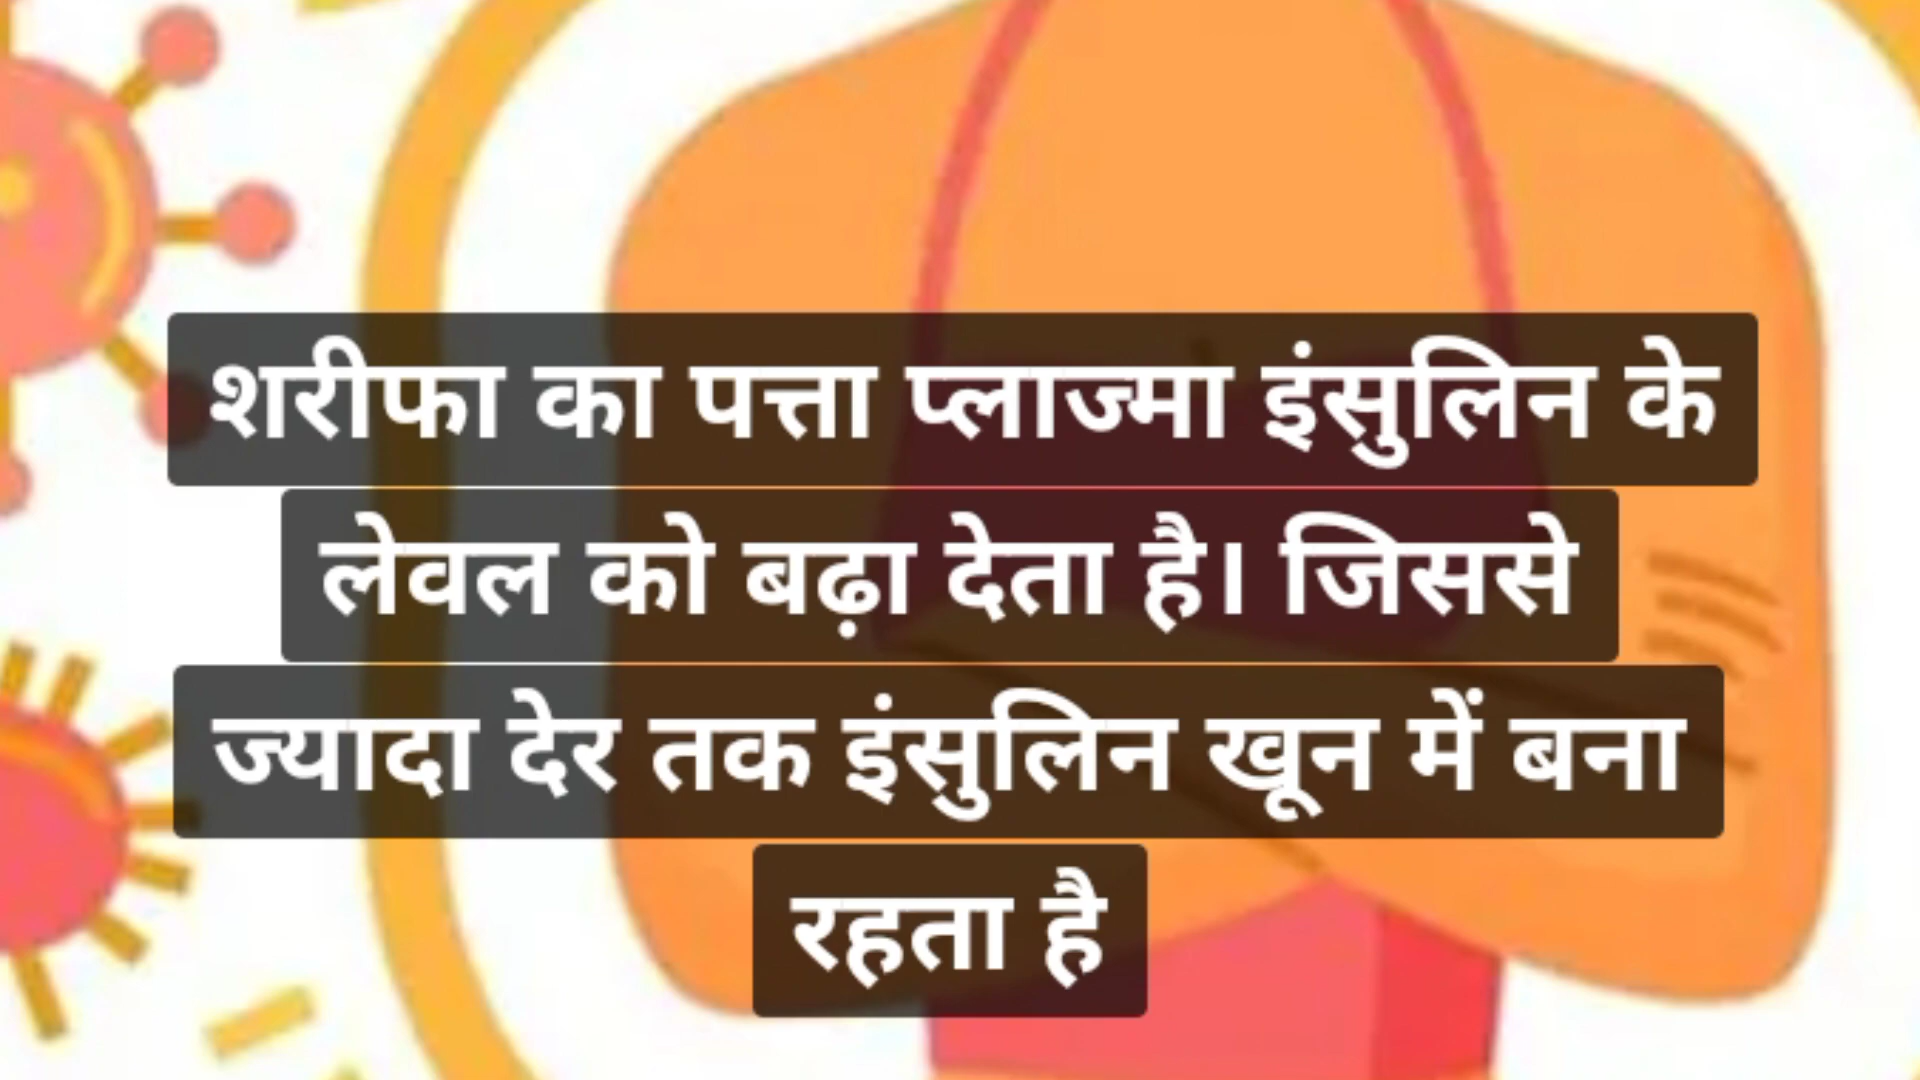 शरीफा का पत्ता प्लाज्मा इंसुलिन के
लेवल को बढ़ा देता है। जिससे
ज्यादा देर तक इंसुलिन खून में बना
रहता है